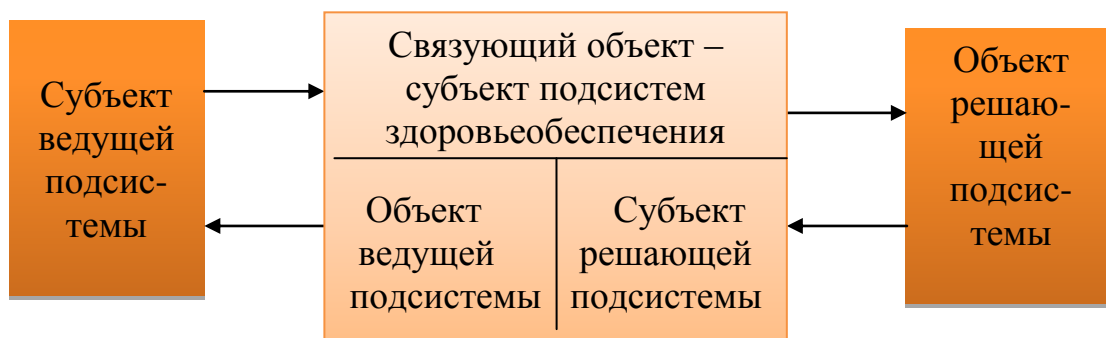 Субъект
ведущей
подсис-
темы
Связующий объект –
субъект подсистем
здоровьеобеспечения
Объект
ведущей
подсистемы
Субъект
решающей
подсистемы
Объект
решаю-
щей
подсис-
темы